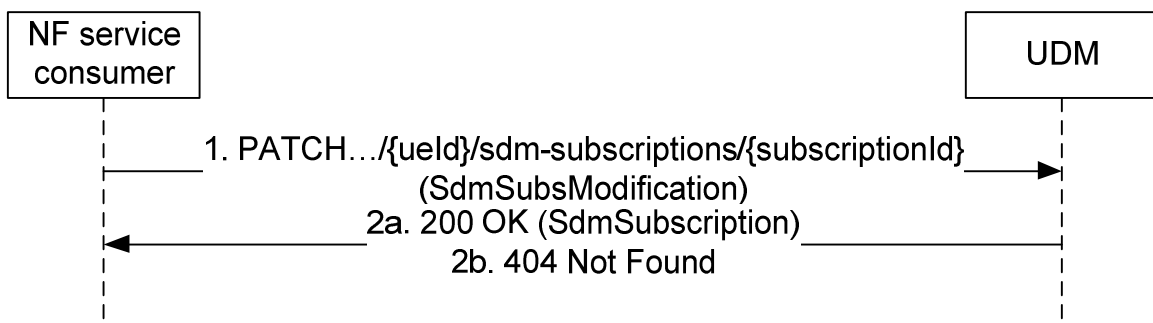 NF service
consumer
UDM
1. PATCH…/{ueId}/sdm-subscriptions/{subscriptionId}
(SdmSubsModification)
2a. 200 OK (SdmSubscription)
2b. 404 Not Found